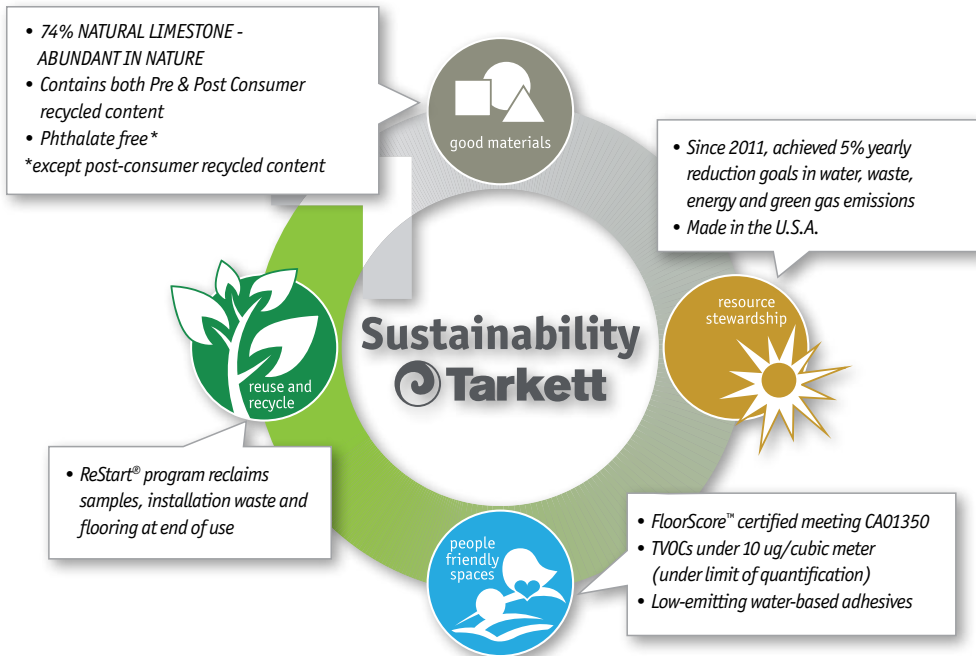 • 74% NATURAL LIMESTONE -
ABUNDANT IN NATURE
• Contains both Pre & Post Consumer
recycled content
• Phthalate free*
*except post-consumer recycled content
good materials
• Since 2011, achieved 5% yearly
reduction goals in water, waste,
energy and green gas emissions
• Made in the U.S.A.
resource
stewardship
Sustainability
Tarkett
reuse and
recycle
• ReStart® program reclaims
samples, installation waste and
flooring at end of use
people
friendly
spaces
• FloorScore™ certified meeting CA01350
• TVOCs under 10 ug/cubic meter
(under limit of quantification)
• Low-emitting water-based adhesives